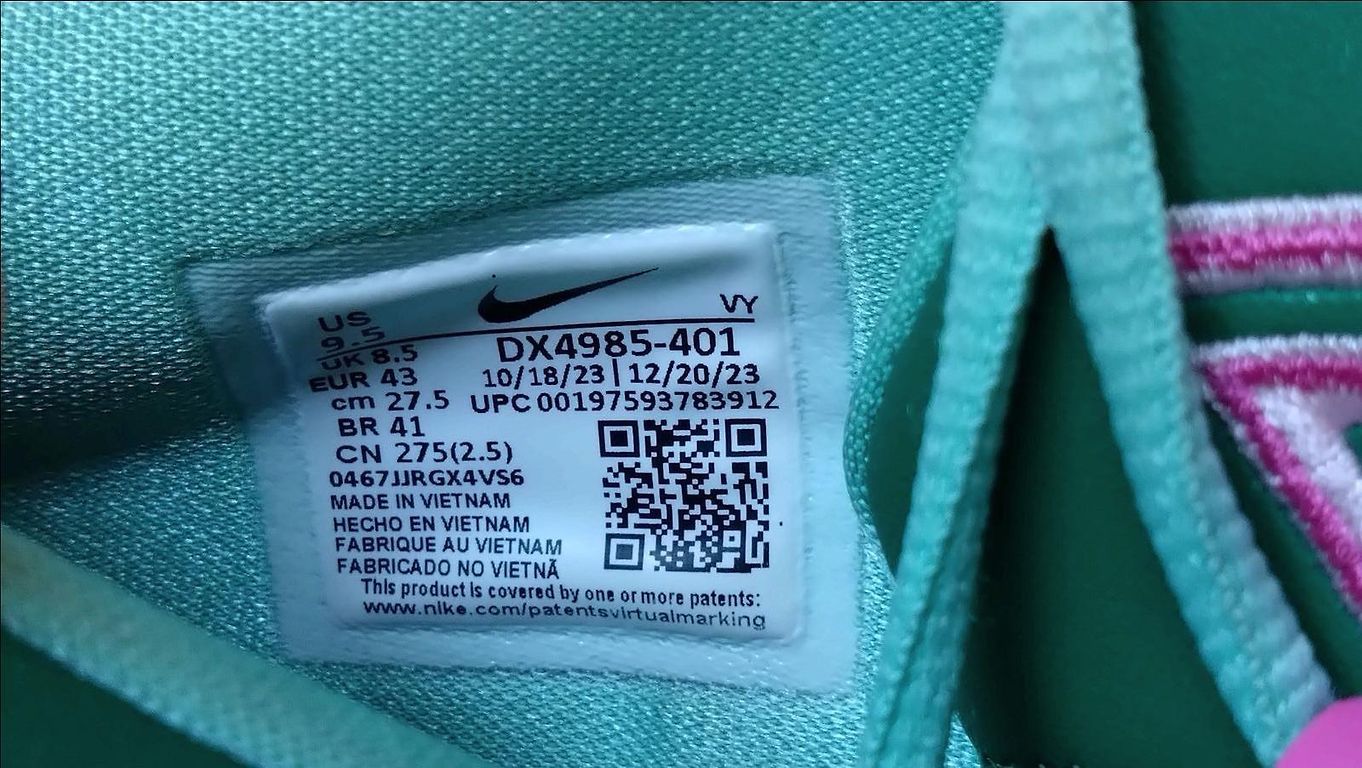 US
9.5
UK 8.5
EUR 43
cm 27.5
BR 41
CN 275(2.5)
VY
DX4985-401
10/18/23 | 12/20/23
UPC 00197593783912
0467JJRGX4VS6
MADE IN VIETNAM
HECHO EN VIETNAM
FABRIQUE AU VIETNAM
FABRICADO NO VIETNÃ
This product is covered by one or more patents:
www.nike.com/patentsvirtualmarking